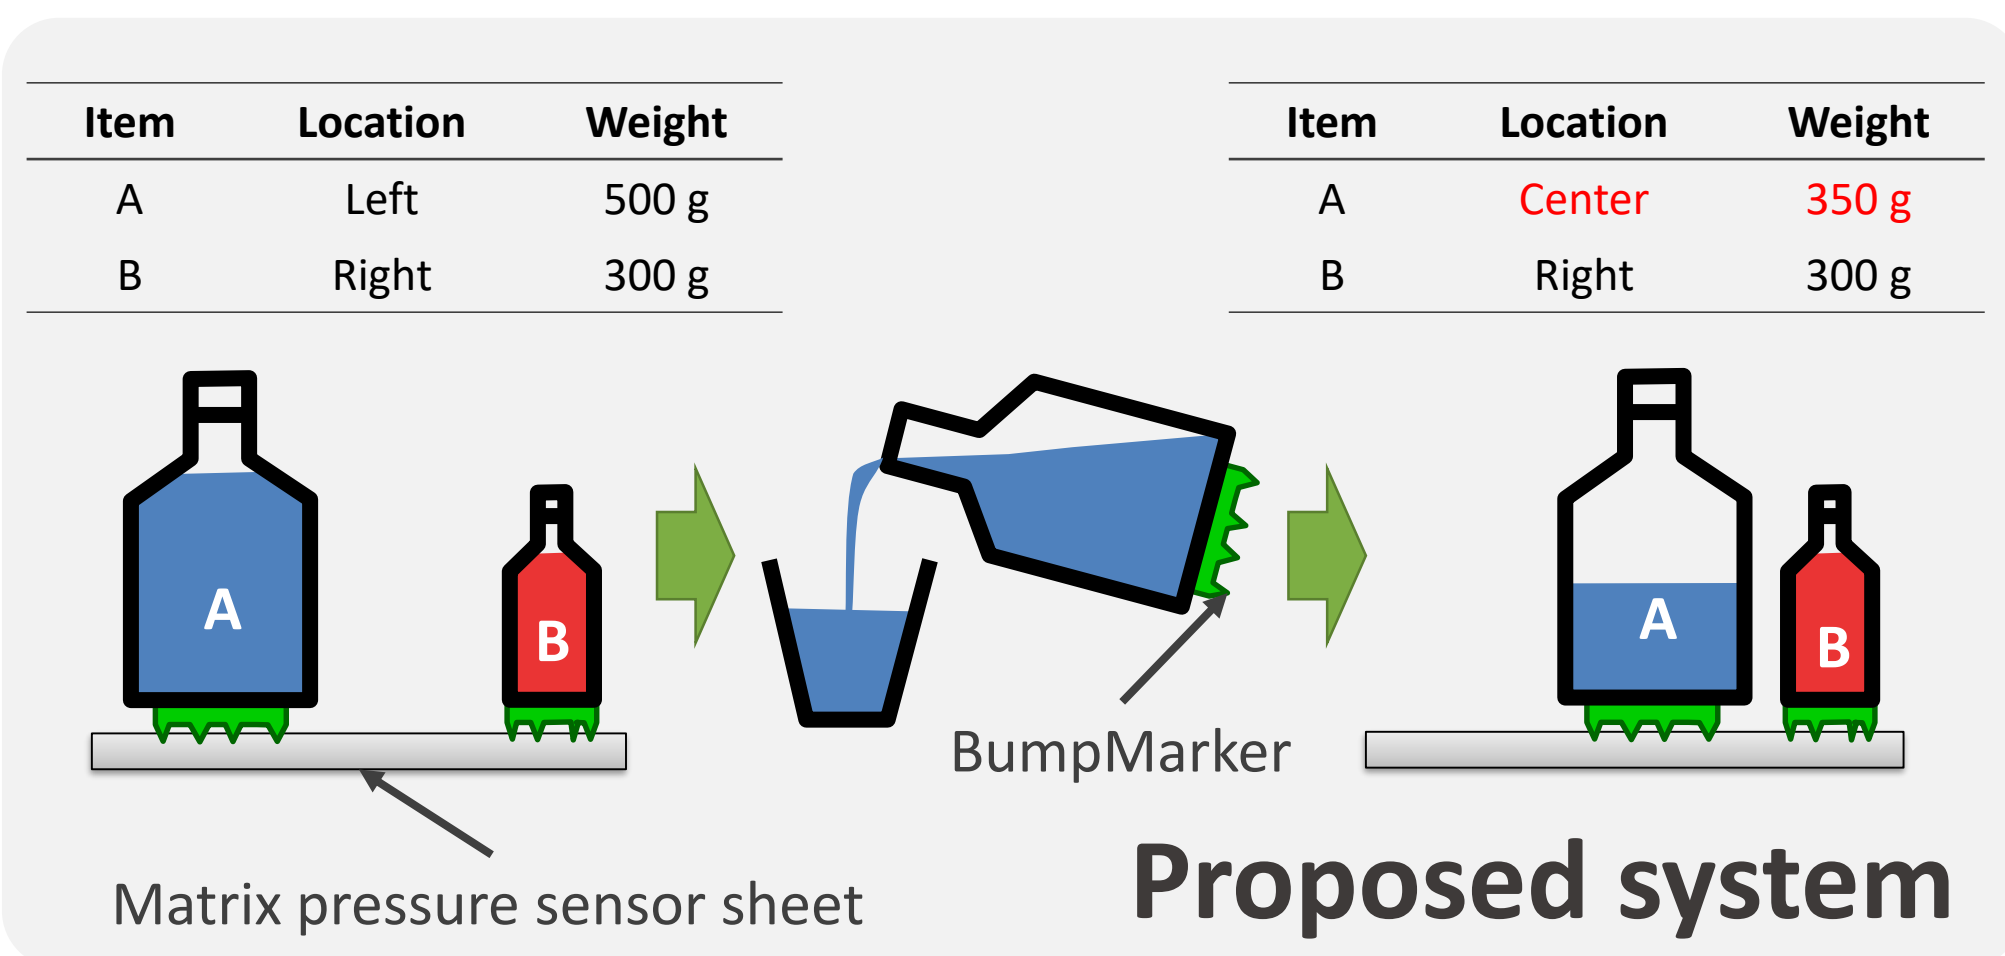 Item Location Weight
A Left 500 g
B Right 300 g
Item Location Weight
A Center 350 g
B Right 300 g
A
B
A
B
BumpMarker
Matrix pressure sensor sheet
Proposed system